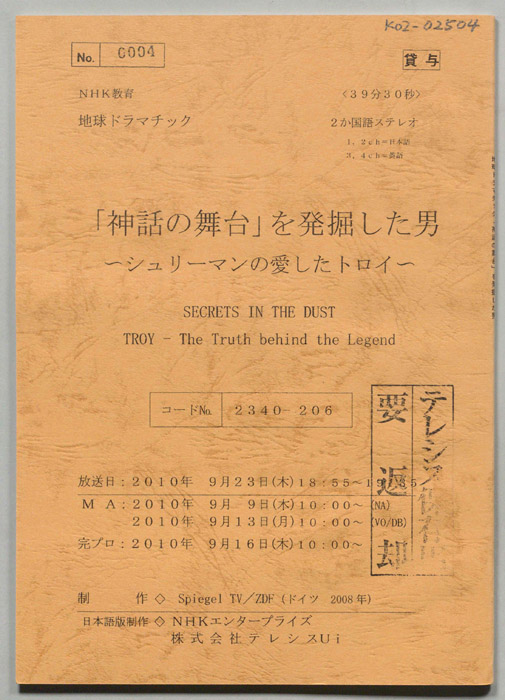 K02-02504
No. 0004
貸与
NHK教育
<39分30秒>
地球ドラマチック
2か国語ステレオ
1, 2ch=日本語
3, 4ch=英語
「神話の舞台」を発掘した男
~シュリーマンの愛したトロイ~
SECRETS IN THE DUST
TROY - The Truth behind the Legend
コードNo. 2340-206
要返却
放送日:2010年 9月23日(木)18:55~19:35
MA:2010年 9月 9日(木)10:00~(NA)
2010年 9月13日(月)10:00~(VO/DB)
完プロ:2010年 9月16日(木)10:00~
制 作◇ Spiegel TV/ZDF (ドイツ 2008年)
日本語版制作◇NHKエンタープライズ
株式会社テレシスUi